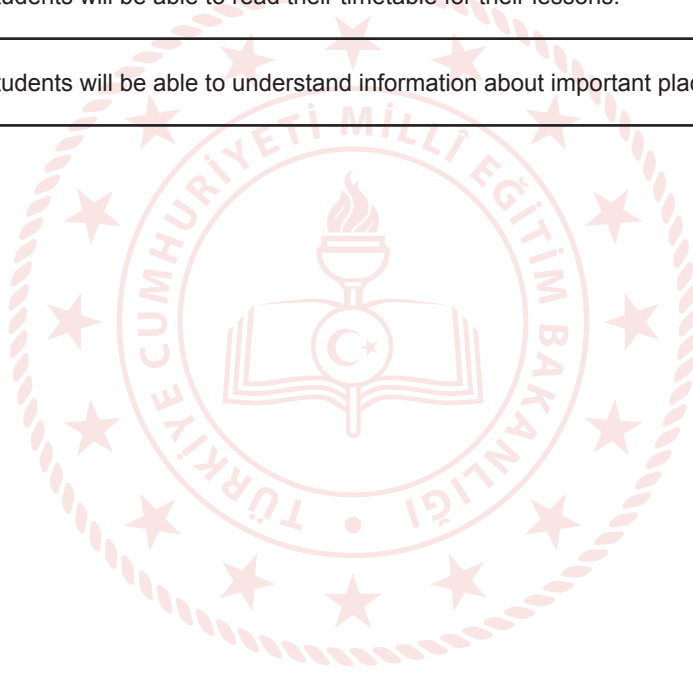 tudents will be able to read their timetable for their lessons.
tudents will be able to understand information about important plac
TÜRKİYE CUMHURİYETİ MİLLÎ EĞİTİM BAKANLIĞI